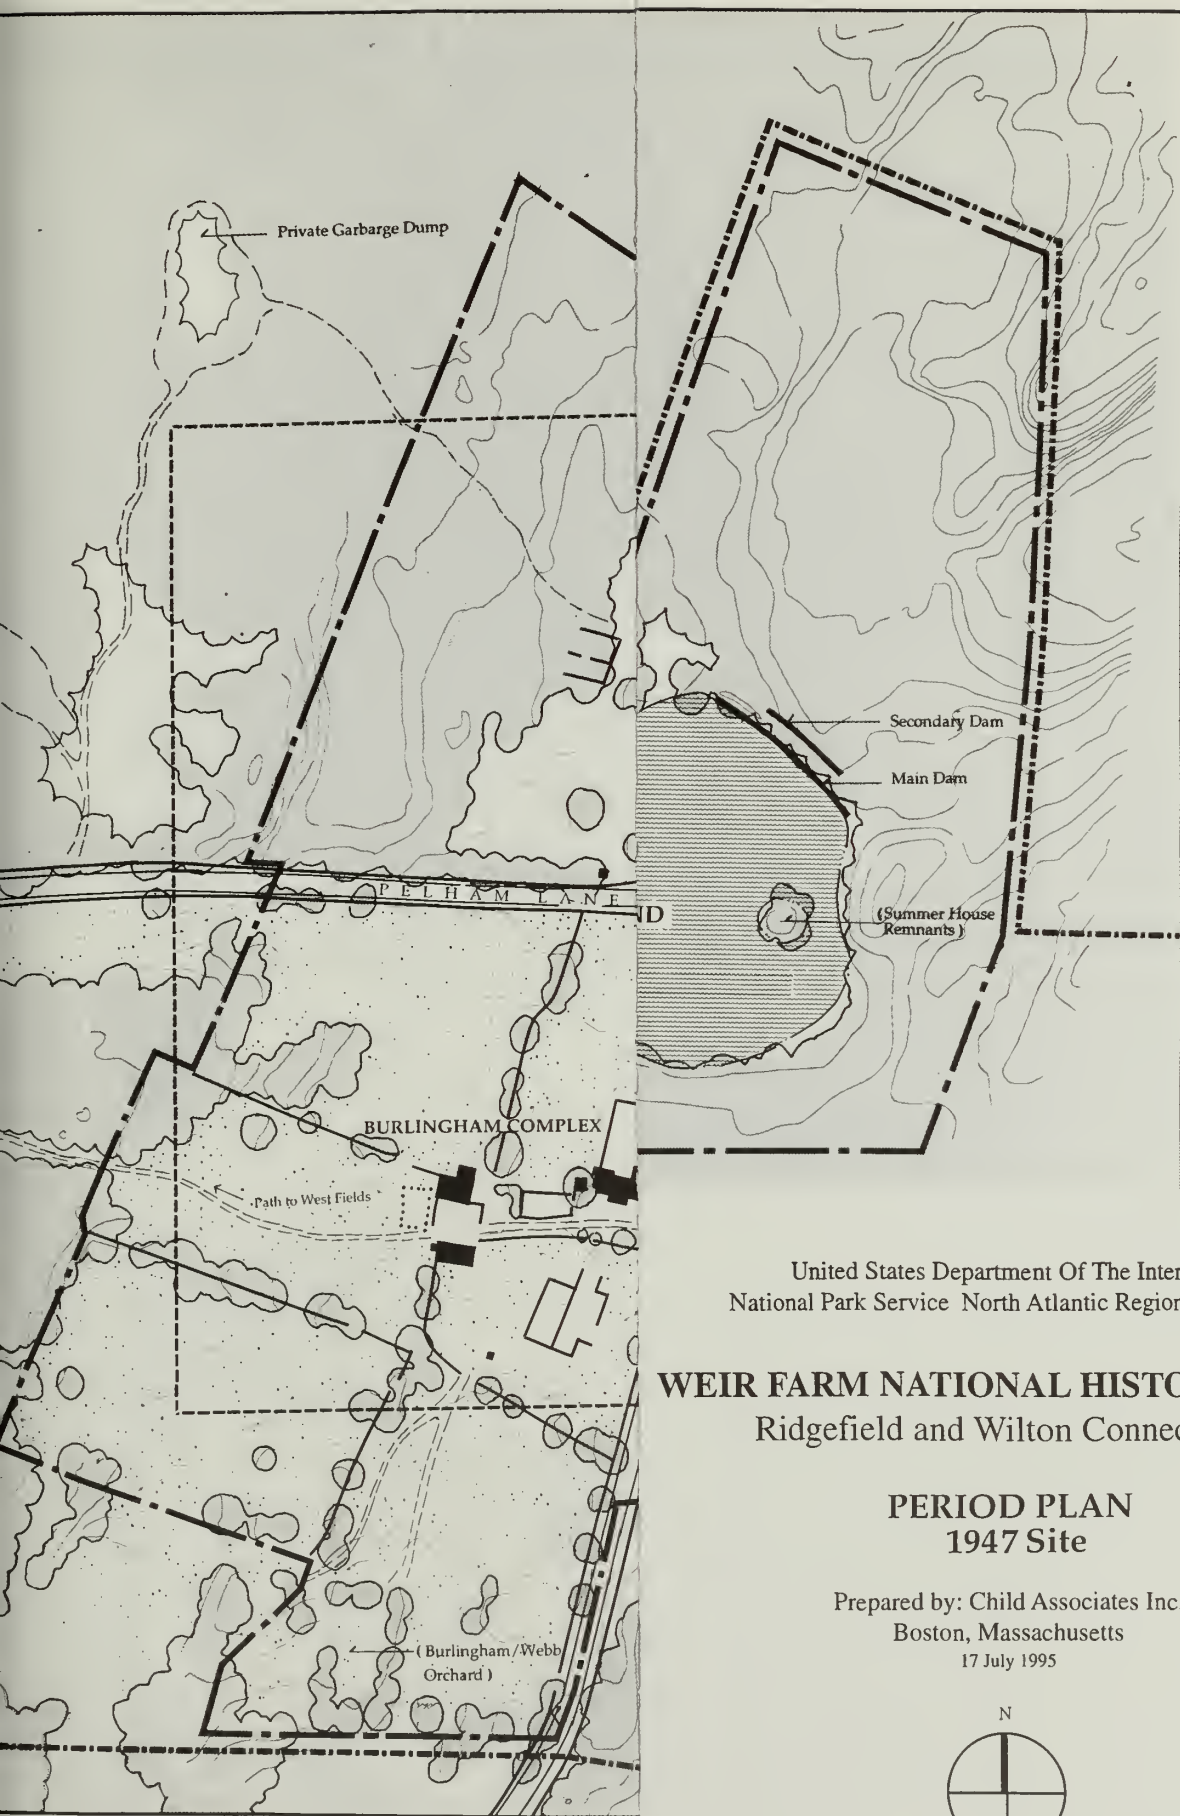 Private Garbarge Dump
Secondary Dam
Main Dam
PELHAM LANE
ND
(Summer House
Remnants)
BURLINGHAM COMPLEX
Path to West Fields
United States Department Of The Inter
National Park Service North Atlantic Region
WEIR FARM NATIONAL HISTO
Ridgefield and Wilton Connec
PERIOD PLAN
1947 Site
Prepared by: Child Associates Inc.
Boston, Massachusetts
17 July 1995
(Burlingham/Webb
Orchard)
N